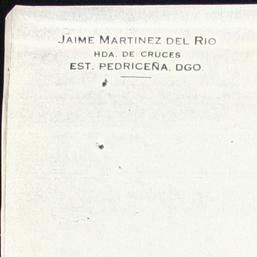 JAIME MARTINEZ DEL RIO
HDA. DE CRUCES
EST. PEDRICEÑA, DGO.